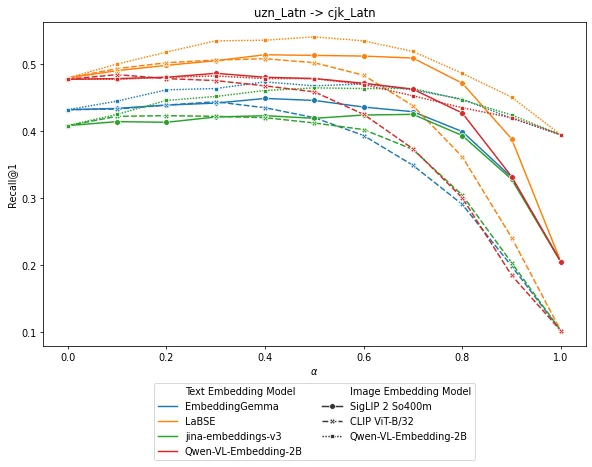 uzn_Latn -> cjk_Latn
Recall@1
0.5
0.4
0.3
0.2
0.1
0.0 0.2 0.4 0.6 0.8 1.0
α
Text Embedding Model
EmbeddingGemma
LaBSE
jina-embeddings-v3
Qwen-VL-Embedding-2B
Image Embedding Model
SigLIP 2 So400m
CLIP ViT-B/32
Qwen-VL-Embedding-2B